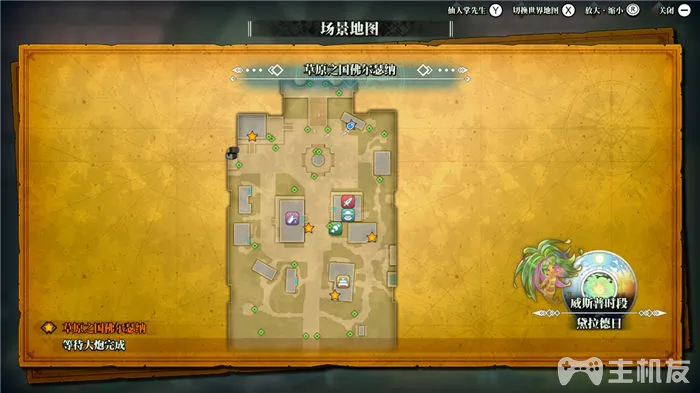 仙人掌先生 Y 切换世界地图 X 放大·缩小 R 关闭
场景地图
草原之国佛尔瑟纳
草原之国佛尔瑟纳
等待大炮完成
威斯普时段
黛拉德日
主机友